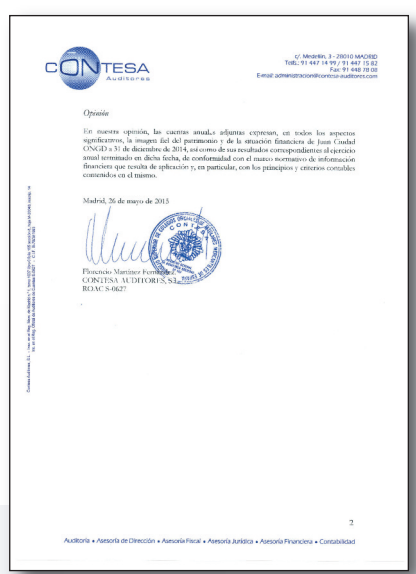 CONTESA
Auditores
c/. Medellín, 3 - 28010 MADRID
Telfs.: 91 447 14 99 / 91 447 15 82
Fax: 91 448 78 08
E-mail: administracion@contesa-auditores.com
Opinión
En nuestra opinión, las cuentas anuales adjuntas expresan, en todos los aspectos
significativos, la imagen fiel del patrimonio y de la situación financiera de Juan Ciudad
ONGD a 31 de diciembre de 2014, así como de sus resultados correspondientes al ejercicio
anual terminado en dicha fecha, de conformidad con el marco normativo de información
financiera que resulta de aplicación y, en particular, con los principios y criterios contables
contenidos en el mismo.
Madrid, 26 de mayo de 2015
CONTESA
Florencio Martínez Fernández
CONTESA AUDITORES, S.L.
ROAC S-0627
2
Auditoría • Asesoría de Dirección • Asesoría Fiscal • Asesoría Jurídica • Asesoría Financiera • Contabilidad